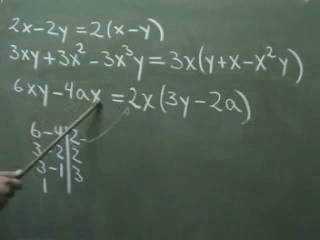 2x-2y=2(x-y)
3xy+3x²-3x³y=3x(y+x-x²y)
6xy-4ax=2x(3y-2a)
6-4|2
3-2|2
3-1|3
1